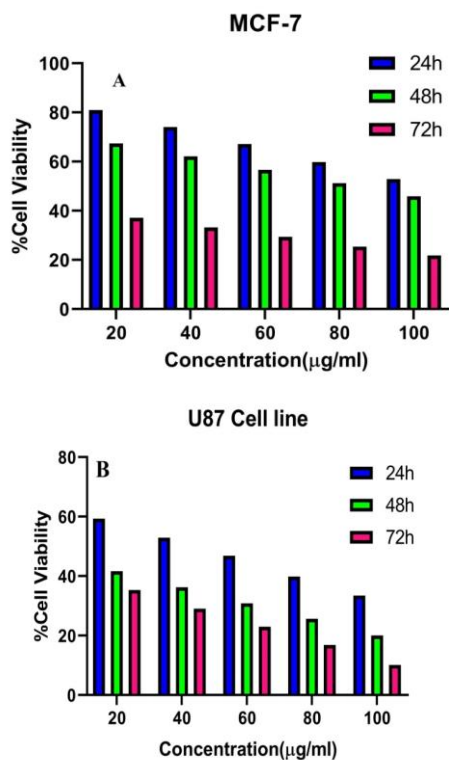 MCF-7
A
24h
48h
72h
100
80
60
40
20
0
%Cell Viability
20 40 60 80 100
Concentration(μg/ml)
U87 Cell line
B
24h
48h
72h
80
60
40
20
0
%Cell Viability
20 40 60 80 100
Concentration(μg/ml)